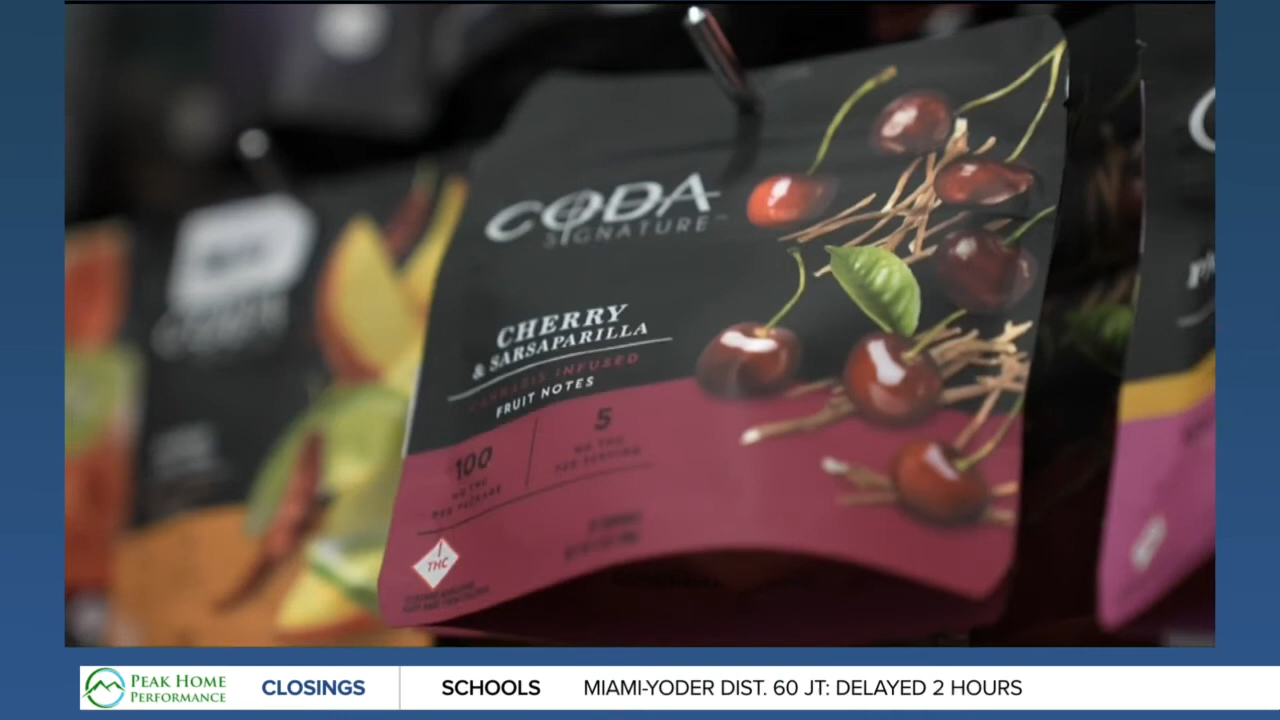 CODA
SIGNATURE
CHERRY
& SARSAPARILLA
CANNABIS INFUSED
FRUIT NOTES
100
MG THC
PER PACKAGE
5
MG THC
PER SERVING
!
THC
PEAK HOME
PERFORMANCE
CLOSINGS
SCHOOLS
MIAMI-YODER DIST. 60 JT: DELAYED 2 HOURS